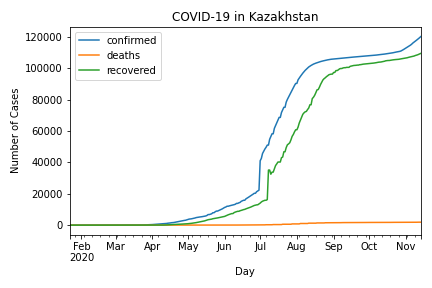 COVID-19 in Kazakhstan
confirmed
deaths
recovered
Number of Cases
120000
100000
80000
60000
40000
20000
0
Feb Mar Apr May Jun Jul Aug Sep Oct Nov
2020
Day